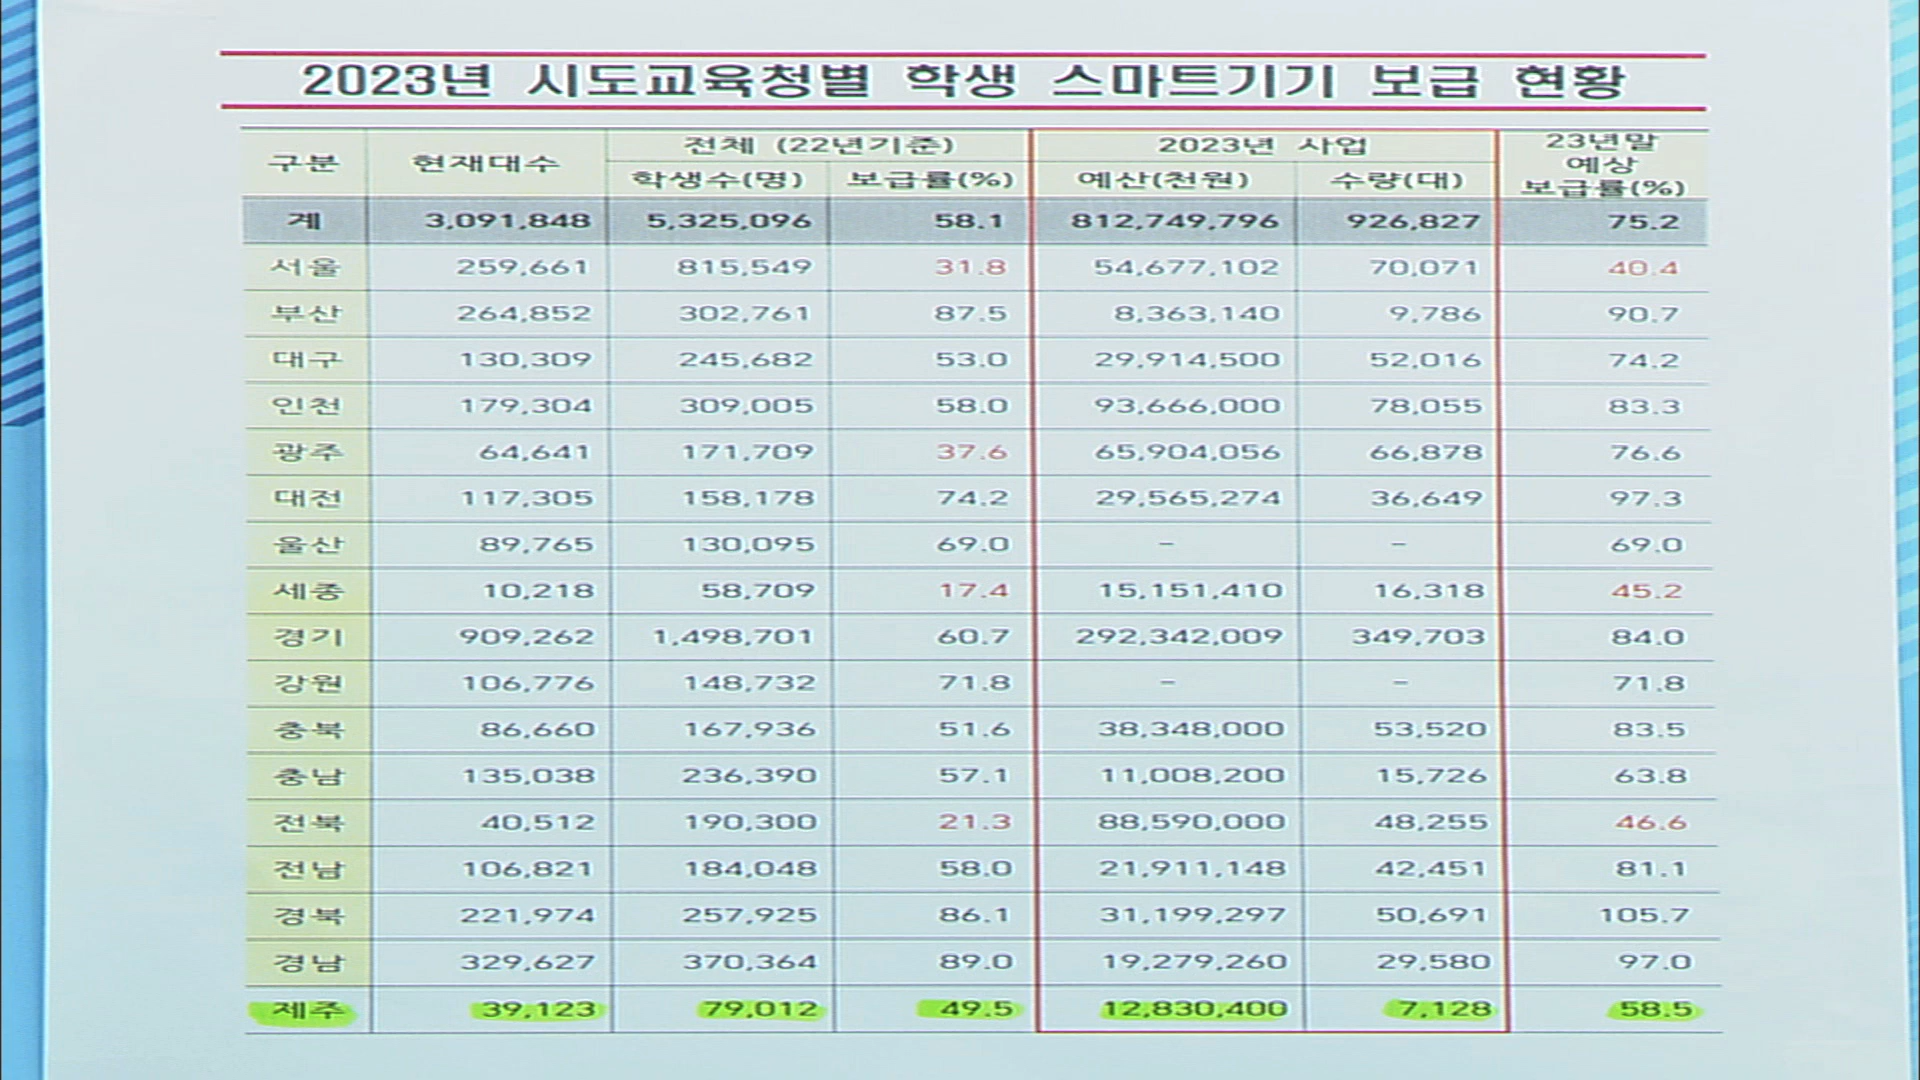 2023년 시도교육청별 학생 스마트기기 보급 현황
구분 현재대수 전체 (22년기준) 2023년 사업 23년말 예상 보급률(%)
학생수(명) 보급률(%) 예산(천원) 수량(대)
계 3,091,848 5,325,096 58.1 812,749,796 926,827 75.2
서울 259,661 815,549 31.8 54,677,102 70,071 40.4
부산 264,852 302,761 87.5 8,363,140 9,786 90.7
대구 130,309 245,682 53.0 29,914,500 52,016 74.2
인천 179,304 309,005 58.0 93,666,000 78,055 83.3
광주 64,641 171,709 37.6 65,904,056 66,878 76.6
대전 117,305 158,178 74.2 29,565,274 36,649 97.3
울산 89,765 130,095 69.0 - - 69.0
세종 10,218 58,709 17.4 15,151,410 16,318 45.2
경기 909,262 1,498,701 60.7 292,342,009 349,703 84.0
강원 106,776 148,732 71.8 - - 71.8
충북 86,660 167,936 51.6 38,348,000 53,520 83.5
충남 135,038 236,390 57.1 11,008,200 15,726 63.8
전북 40,512 190,300 21.3 88,590,000 48,255 46.6
전남 106,821 184,048 58.0 21,911,148 42,451 81.1
경북 221,974 257,925 86.1 31,199,297 50,691 105.7
경남 329,627 370,364 89.0 19,279,260 29,580 97.0
제주 39,123 79,012 49.5 12,830,400 7,128 58.5